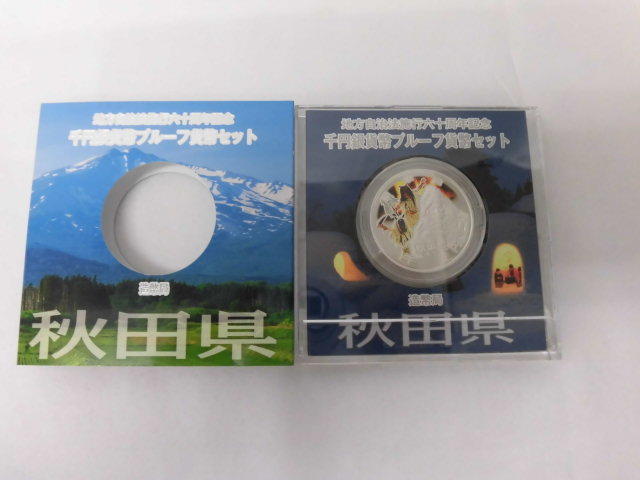 地方自治法施行六十周年記念
千円銀貨幣プルーフ貨幣セット
造幣局
秋田県
地方自治法施行六十周年記念
千円銀貨幣プルーフ貨幣セット
造幣局
秋田県